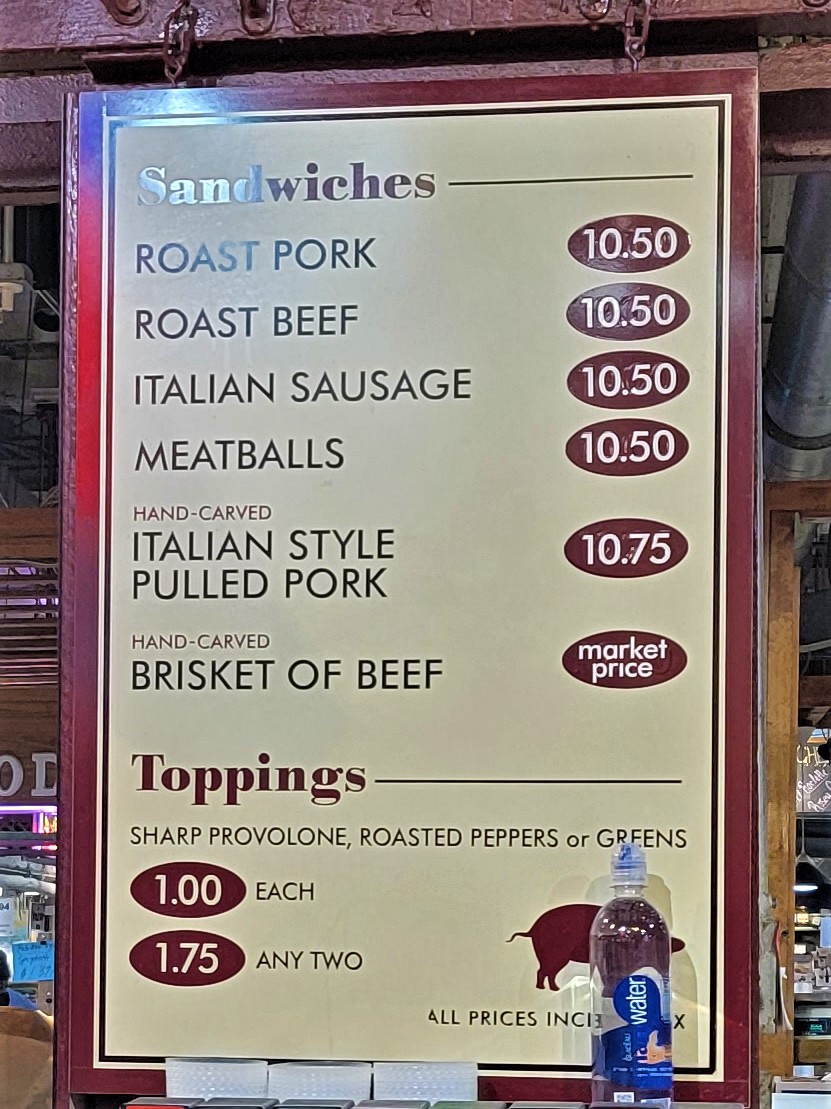 Sandwiches
ROAST PORK 10.50
ROAST BEEF 10.50
ITALIAN SAUSAGE 10.50
MEATBALLS 10.50
HAND-CARVED
ITALIAN STYLE
PULLED PORK 10.75
HAND-CARVED
BRISKET OF BEEF market price
Toppings
SHARP PROVOLONE, ROASTED PEPPERS or GREENS
1.00 EACH
1.75 ANY TWO
ALL PRICES
water